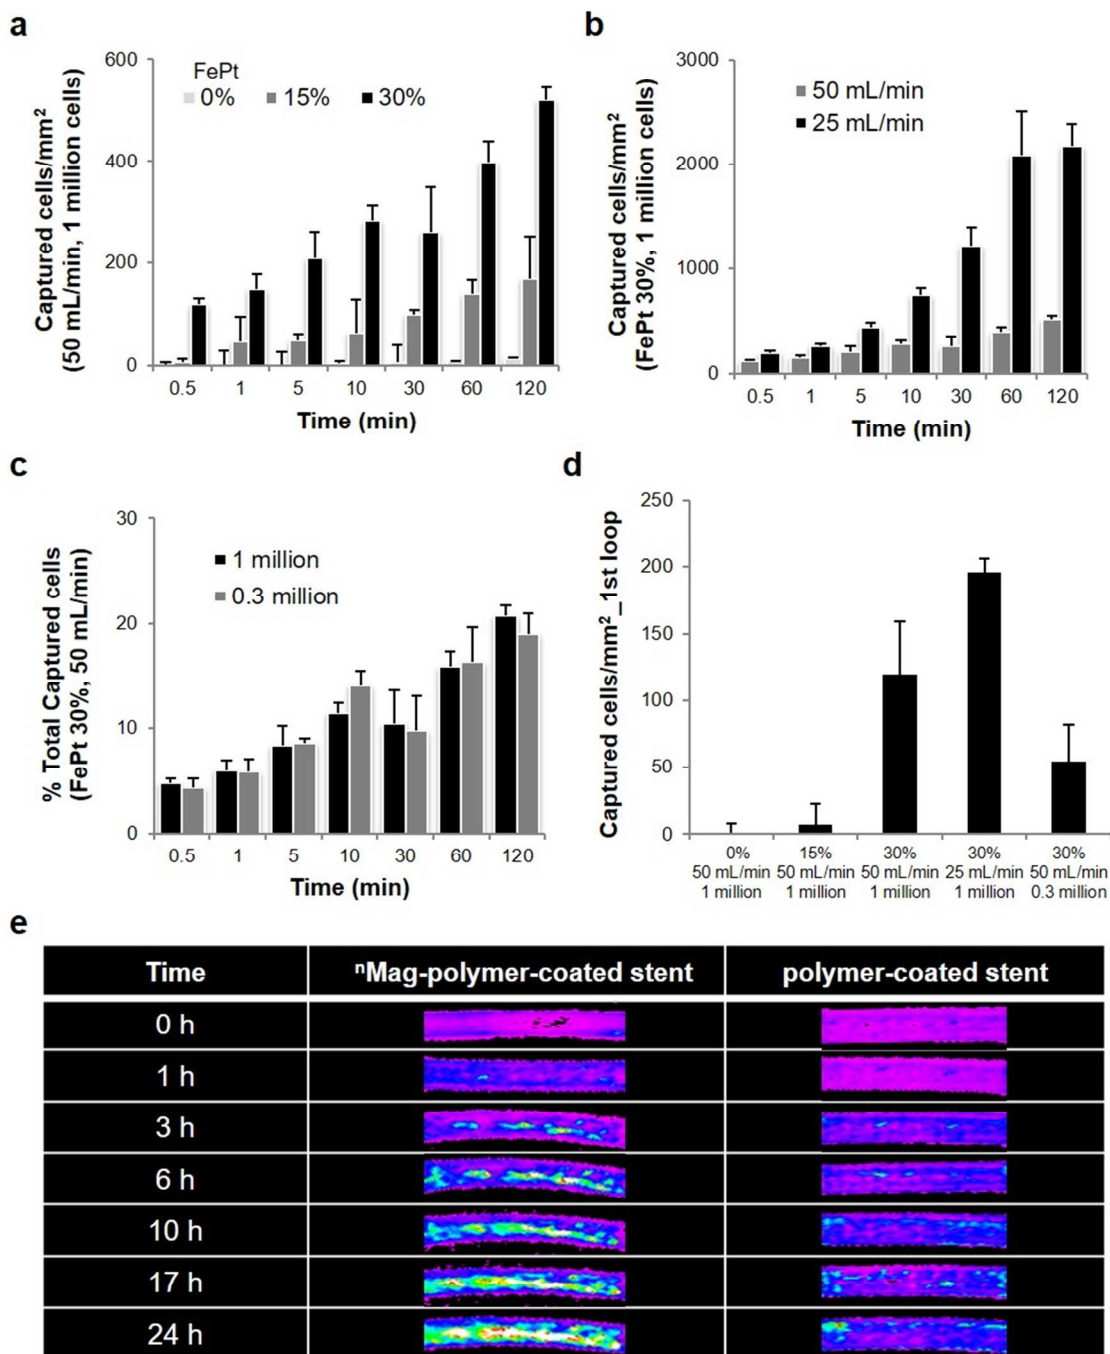 a
Captured cells/mm²
(50 mL/min, 1 million cells)
600
400
200
0
FePt
0% 15% 30%
0.5 1 5 10 30 60 120
Time (min)
b
Captured cells/mm²
(FePt 30%, 1 million cells)
3000
2000
1000
0
50 mL/min
25 mL/min
0.5 1 5 10 30 60 120
Time (min)
c
% Total Captured cells
(FePt 30%, 50 mL/min)
30
20
10
0
1 million
0.3 million
0.5 1 5 10 30 60 120
Time (min)
d
Captured cells/mm²_1st loop
250
200
150
100
50
0
0% 15% 30% 30% 30%
50 mL/min 50 mL/min 50 mL/min 25 mL/min 50 mL/min
1 million 1 million 1 million 1 million 0.3 million
e
Time ⁿMag-polymer-coated stent polymer-coated stent
0 h
1 h
3 h
6 h
10 h
17 h
24 h